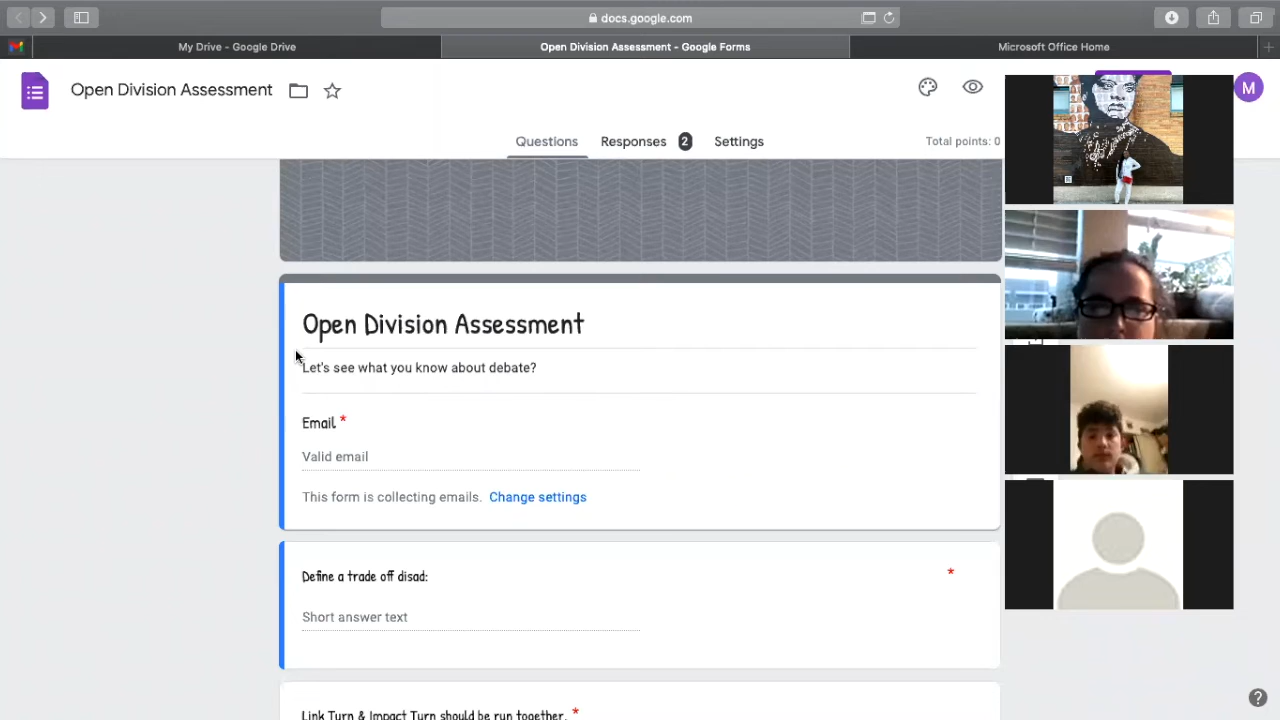 docs.google.com
My Drive - Google Drive
Open Division Assessment - Google Forms
Microsoft Office Home
Open Division Assessment
M
Questions
Responses 2
Settings
Total points: 0
Open Division Assessment
Let's see what you know about debate?
Email *
Valid email
This form is collecting emails. Change settings
Define a trade off disad: *
Short answer text
Link Turn & Impact Turn should be run together. *